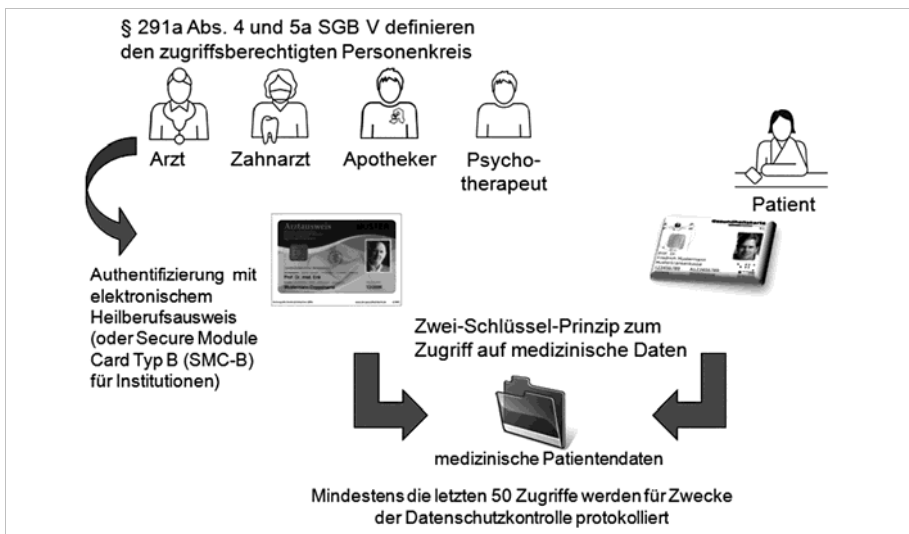 § 291a Abs. 4 und 5a SGB V definieren
den zugriffsberechtigten Personenkreis
Arzt
Zahnarzt
Apotheker
Psycho-
therapeut
Patient
Arztausweis
Gesundheitskarte
Authentifizierung mit
elektronischem
Heilberufsausweis
(oder Secure Module
Card Typ B (SMC-B)
für Institutionen)
Zwei-Schlüssel-Prinzip zum
Zugriff auf medizinische Daten
medizinische Patientendaten
Mindestens die letzten 50 Zugriffe werden für Zwecke
der Datenschutzkontrolle protokolliert